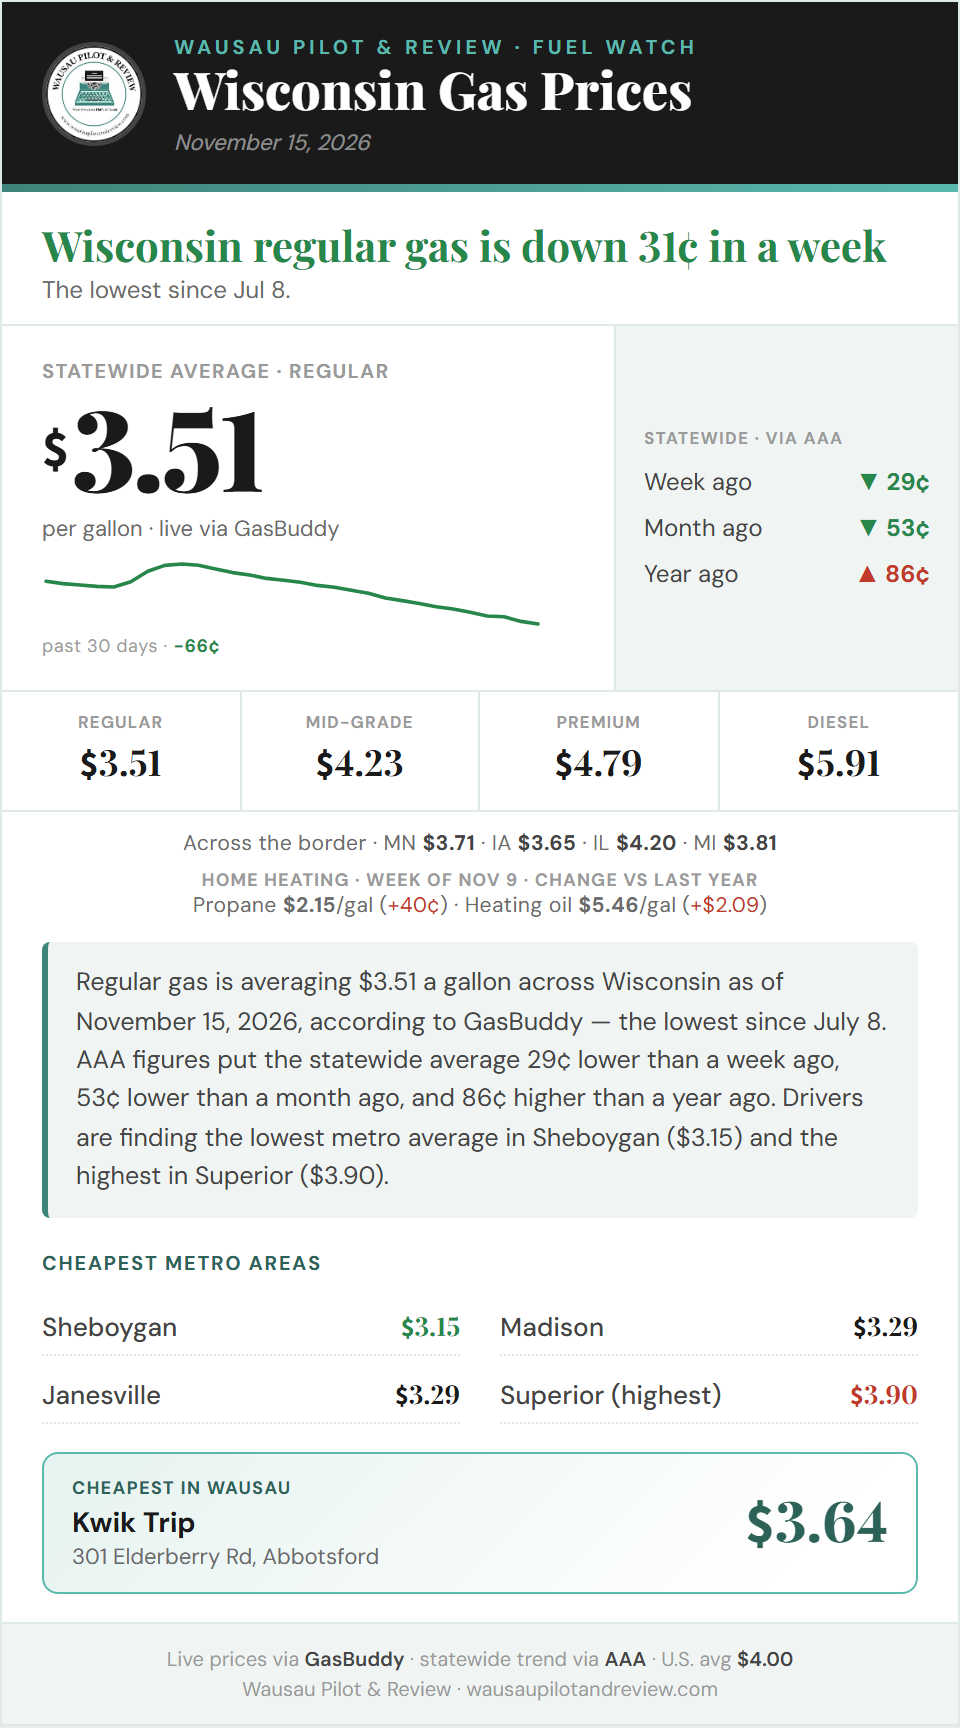 WAUSAU PILOT & REVIEW
WAUSAU PILOT & REVIEW · FUEL WATCH
Wisconsin Gas Prices
November 15, 2026
Wisconsin regular gas is down 31¢ in a week
The lowest since Jul 8.
STATEWIDE AVERAGE · REGULAR
$3.51
per gallon · live via GasBuddy
past 30 days · -66¢
STATEWIDE · VIA AAA
Week ago ▼ 29¢
Month ago ▼ 53¢
Year ago ▲ 86¢
REGULAR MID-GRADE PREMIUM DIESEL
$3.51 $4.23 $4.79 $5.91
Across the border · MN $3.71 · IA $3.65 · IL $4.20 · MI $3.81
HOME HEATING · WEEK OF NOV 9 · CHANGE VS LAST YEAR
Propane $2.15/gal (+40¢) · Heating oil $5.46/gal (+$2.09)
Regular gas is averaging $3.51 a gallon across Wisconsin as of
November 15, 2026, according to GasBuddy — the lowest since July 8.
AAA figures put the statewide average 29¢ lower than a week ago,
53¢ lower than a month ago, and 86¢ higher than a year ago. Drivers
are finding the lowest metro average in Sheboygan ($3.15) and the
highest in Superior ($3.90).
CHEAPEST METRO AREAS
Sheboygan $3.15 Madison $3.29
Janesville $3.29 Superior (highest) $3.90
CHEAPEST IN WAUSAU
Kwik Trip
301 Elderberry Rd, Abbotsford
$3.64
Live prices via GasBuddy · statewide trend via AAA · U.S. avg $4.00
Wausau Pilot & Review · wausaupilotandreview.com